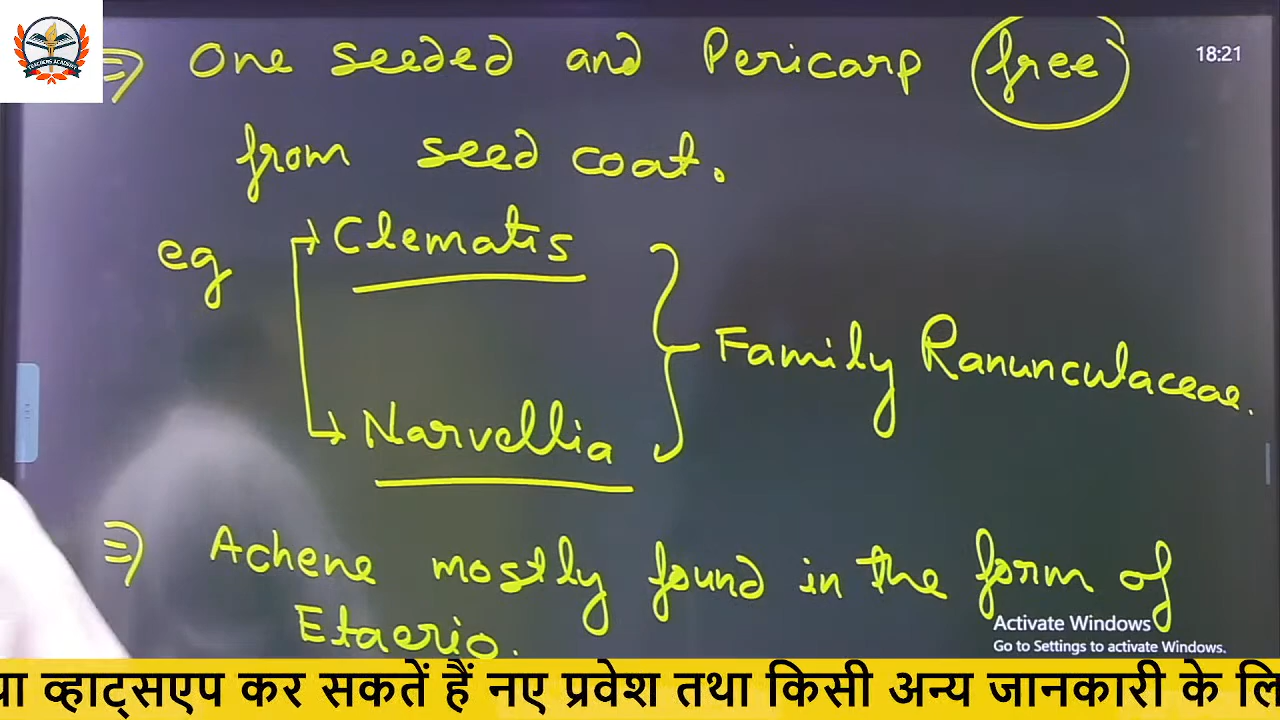 TEACHERS ACADEMY
18:21
⇒ One seeded and Pericarp free
from seed coat.
eg → Clematis
→ Narvellia
} Family Ranunculaceae.
⇒ Achene mostly found in the form of
Etaerio.
Activate Windows
Go to Settings to activate Windows.
व्हाट्सएप कर सकतें हैं नए प्रवेश तथा किसी अन्य जानकारी के